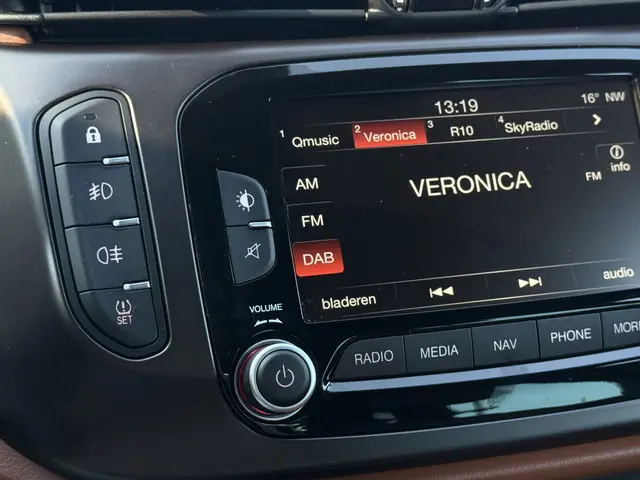 13:19
16° NW
1 Qmusic 2 Veronica 3 R10 4 SkyRadio
info
AM
VERONICA
FM
FM
DAB
bladeren
audio
SET
VOLUME
RADIO MEDIA NAV PHONE